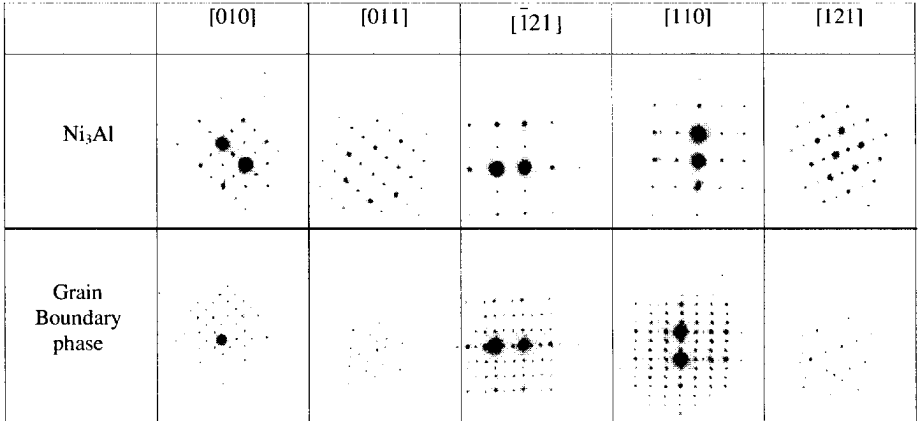 [010] [011] [1̅21] [110] [121]
Ni₃Al
Grain
Boundary
phase